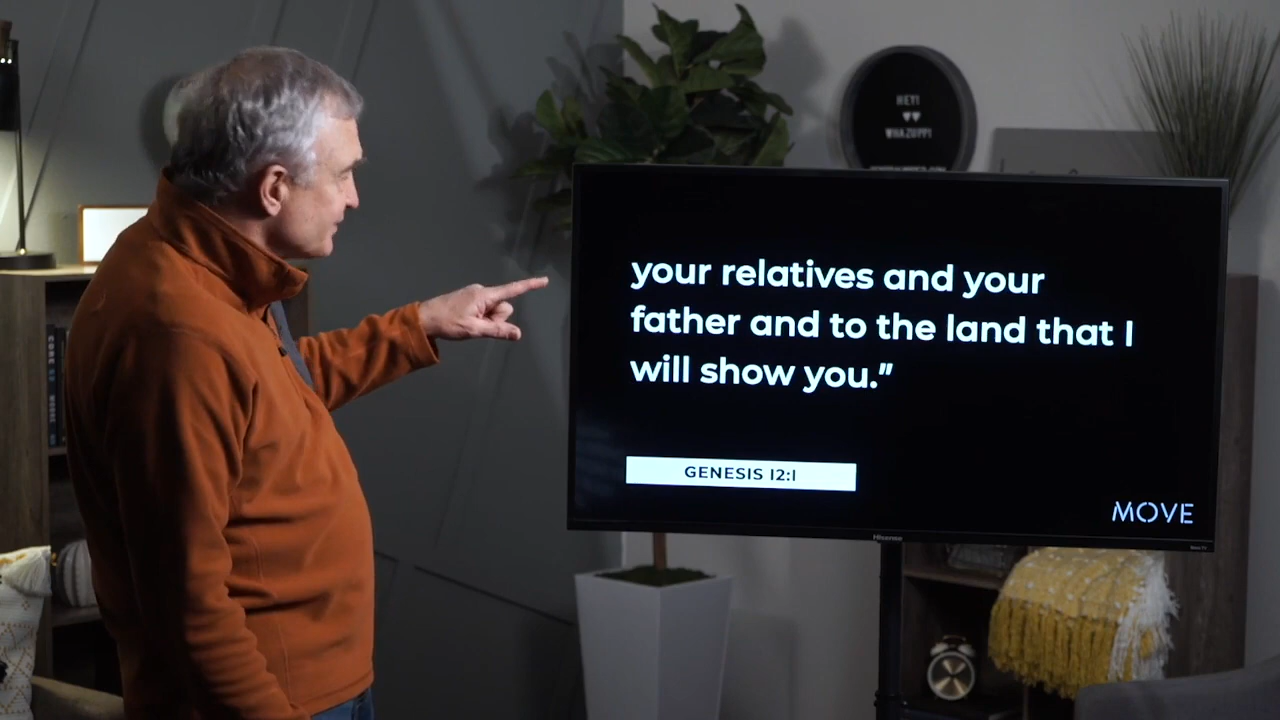 HEY!
♥♥
WHAZUPP!
your relatives and your
father and to the land that I
will show you.”
GENESIS 12:1
MOVE
Hisense